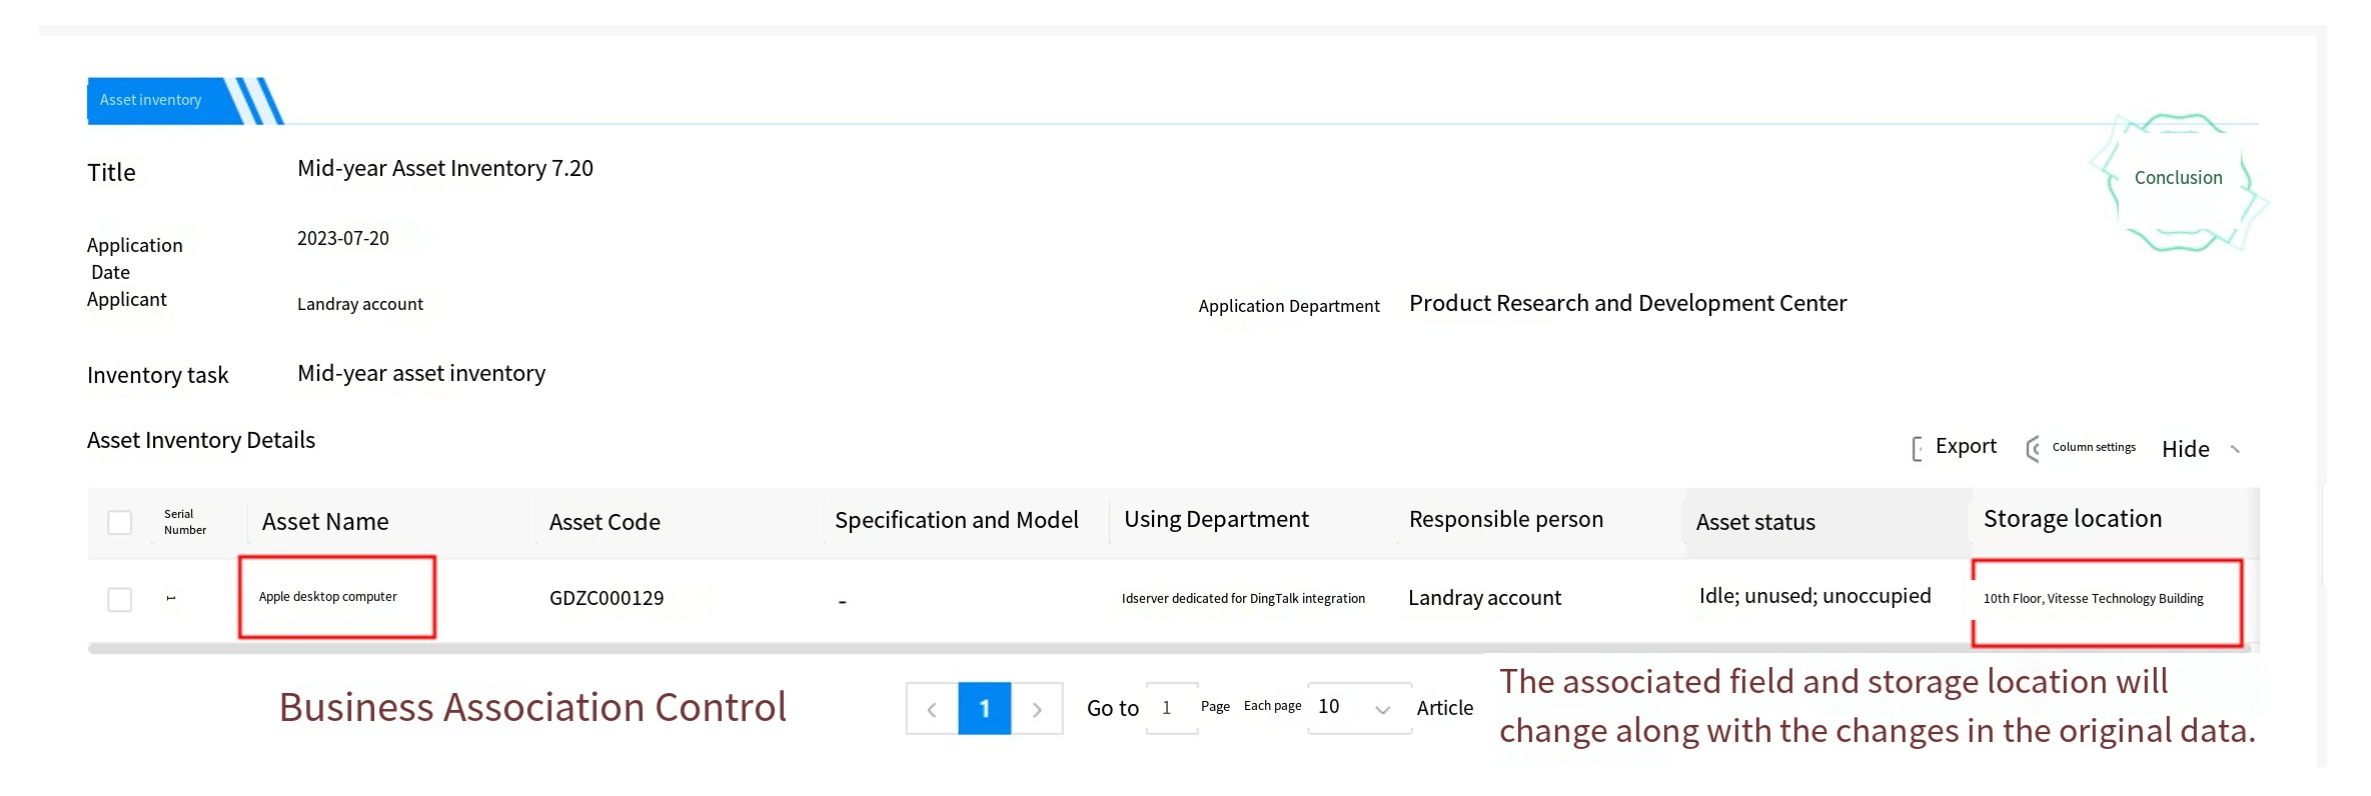 Asset inventory
Title
Mid-year Asset Inventory 7.20
Conclusion
Application
Date
2023-07-20
Applicant
Landray account
Application Department
Product Research and Development Center
Inventory task
Mid-year asset inventory
Asset Inventory Details
Export
Column settings
Hide
Serial
Number
Asset Name
Asset Code
Specification and Model
Using Department
Responsible person
Asset status
Storage location
1
Apple desktop computer
GDZC000129
-
Idserver dedicated for DingTalk integration
Landray account
Idle; unused; unoccupied
10th Floor, Vitesse Technology Building
Business Association Control
1
Go to
1
Page
Each page
10
Article
The associated field and storage location will
change along with the changes in the original data.